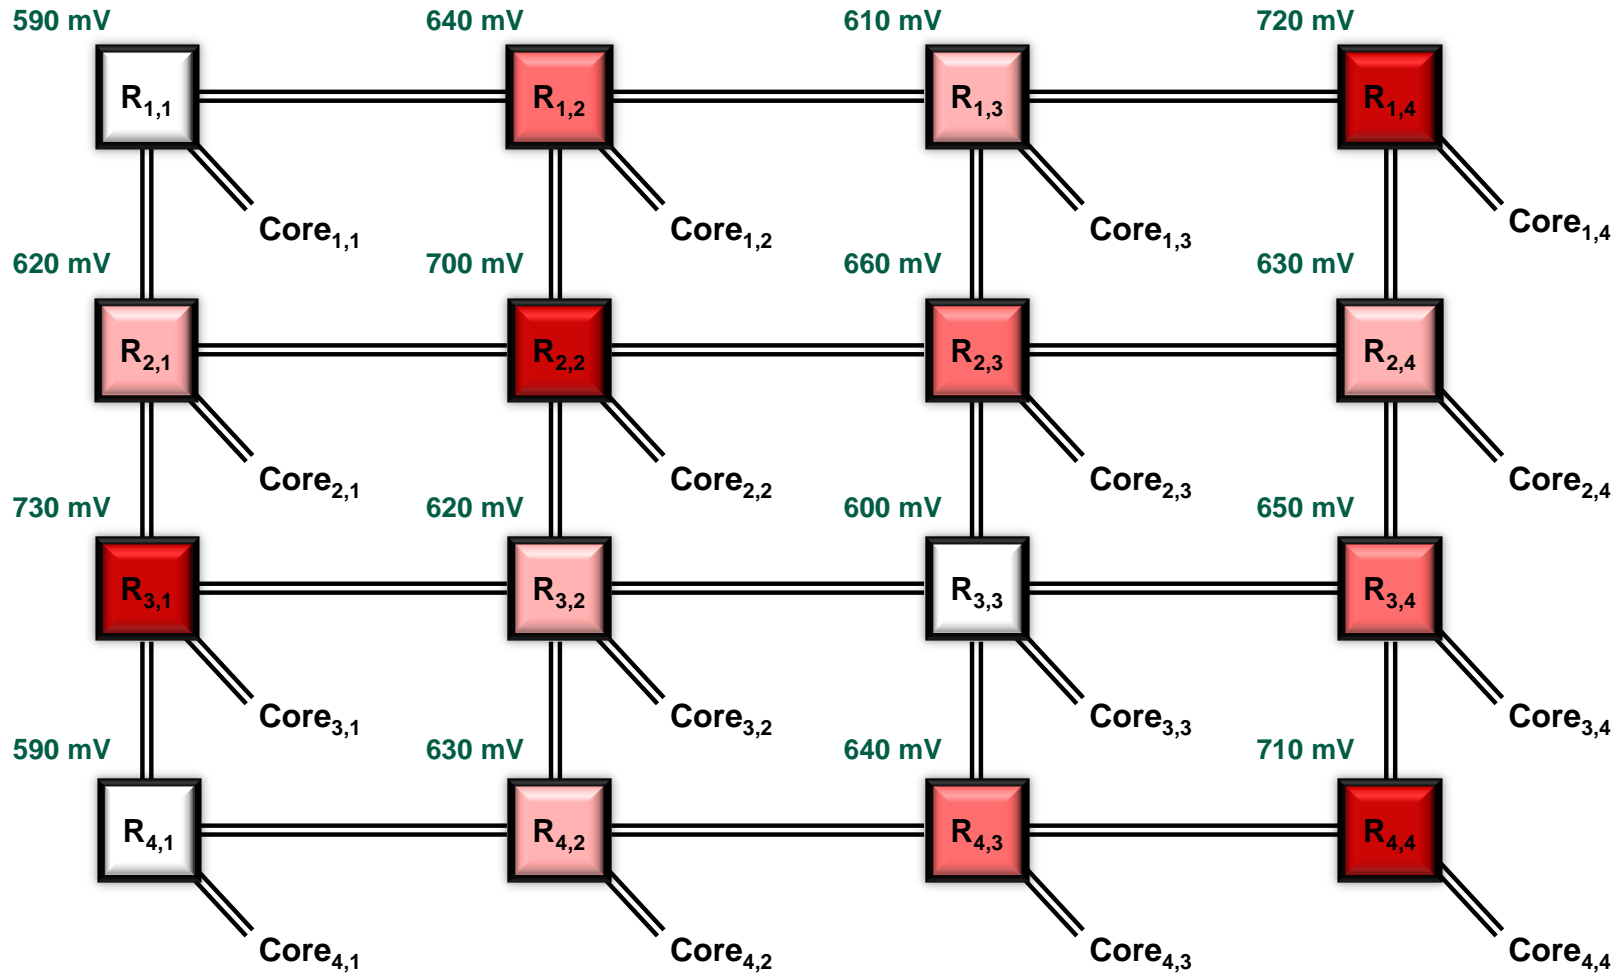 590 mV 640 mV 610 mV 720 mV
R1,1 R1,2 R1,3 R1,4
Core1,1 Core1,2 Core1,3 Core1,4
620 mV 700 mV 660 mV 630 mV
R2,1 R2,2 R2,3 R2,4
Core2,1 Core2,2 Core2,3 Core2,4
730 mV 620 mV 600 mV 650 mV
R3,1 R3,2 R3,3 R3,4
Core3,1 Core3,2 Core3,3 Core3,4
590 mV 630 mV 640 mV 710 mV
R4,1 R4,2 R4,3 R4,4
Core4,1 Core4,2 Core4,3 Core4,4